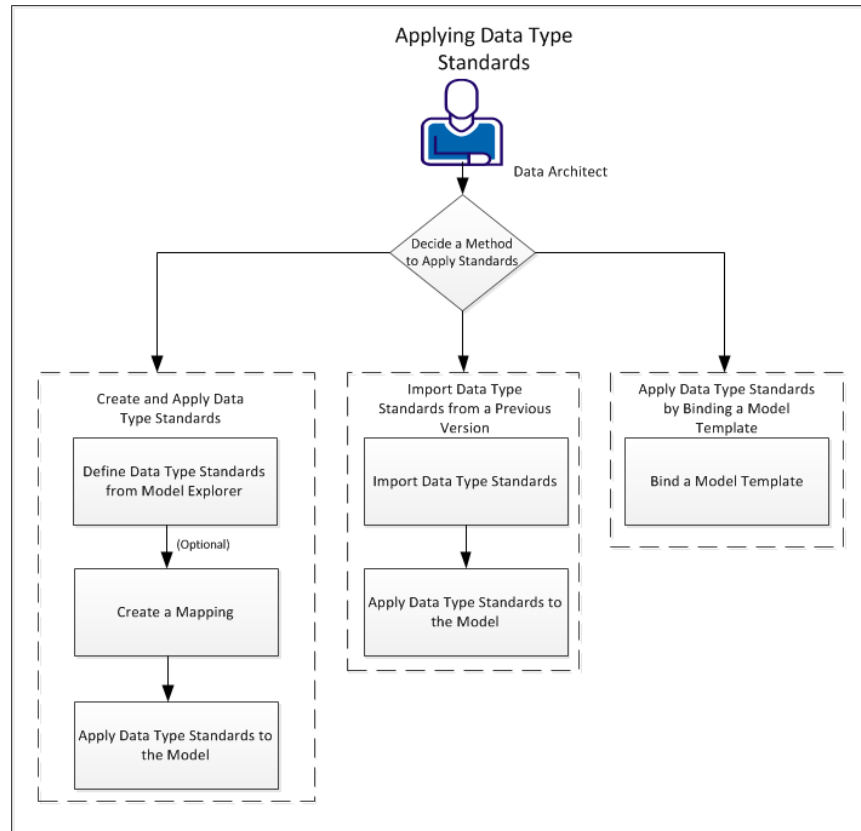 Applying Data Type
Standards
Data Architect
Decide a Method
to Apply Standards
Create and Apply Data
Type Standards
Define Data Type Standards
from Model Explorer
(Optional)
Create a Mapping
Apply Data Type Standards to
the Model
Import Data Type
Standards from a Previous
Version
Import Data Type Standards
Apply Data Type Standards to
the Model
Apply Data Type Standards
by Binding a Model
Template
Bind a Model Template